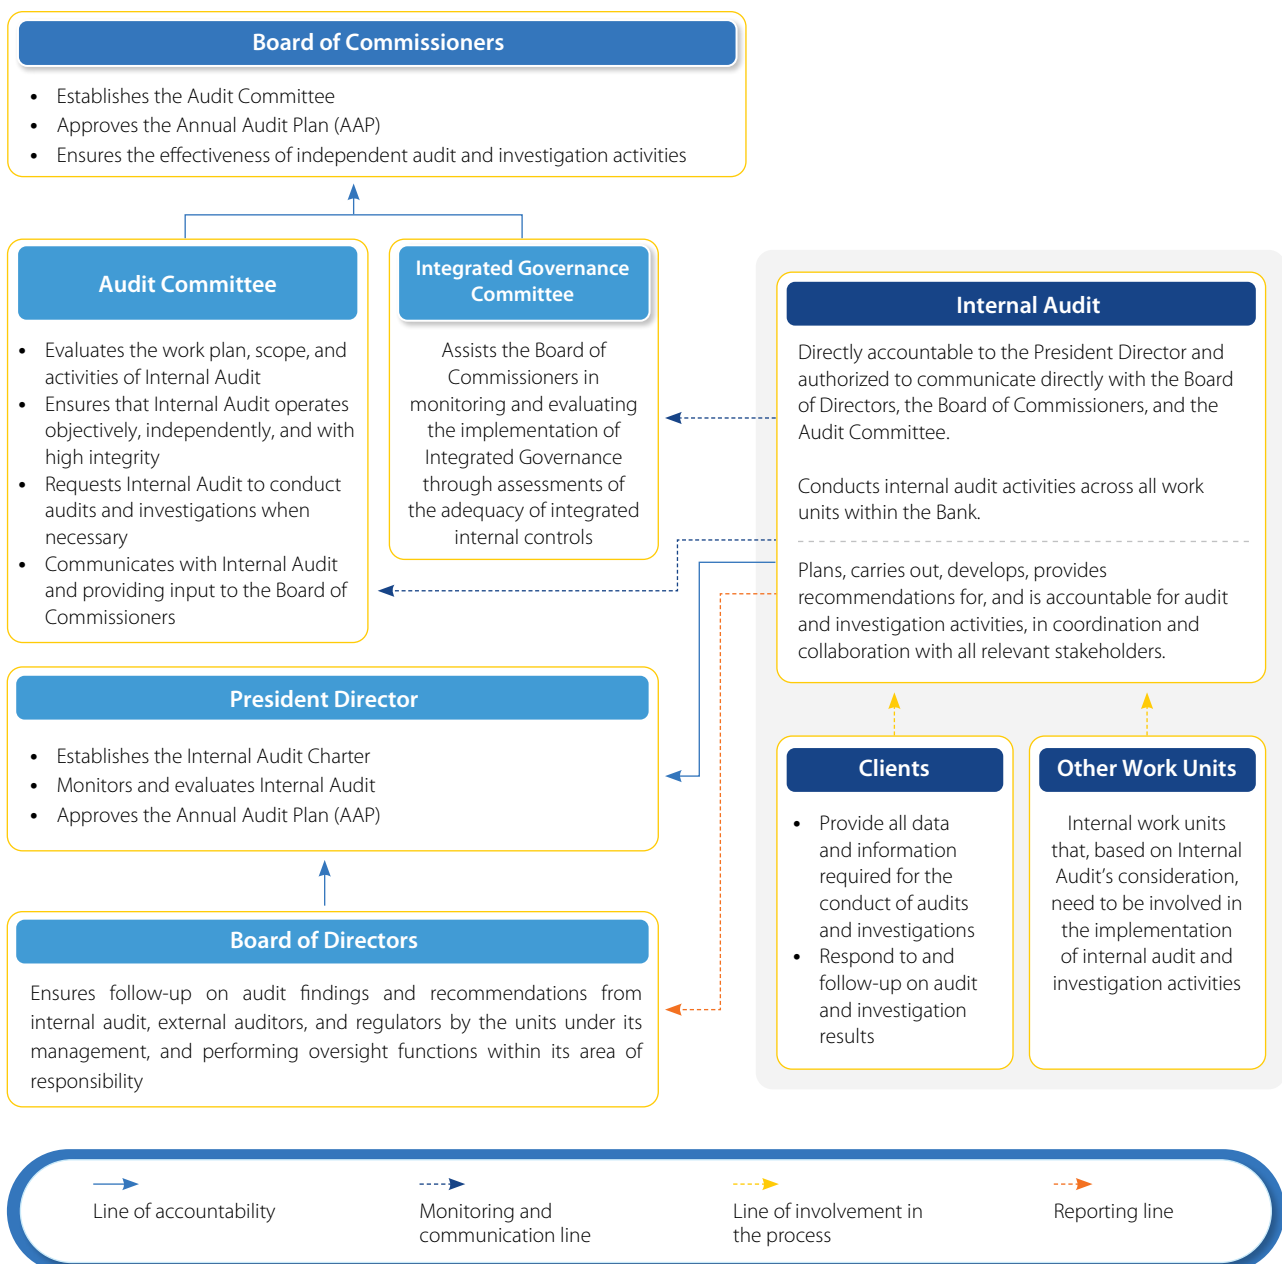 Board of Commissioners
• Establishes the Audit Committee
• Approves the Annual Audit Plan (AAP)
• Ensures the effectiveness of independent audit and investigation activities
Audit Committee
• Evaluates the work plan, scope, and
activities of Internal Audit
• Ensures that Internal Audit operates
objectively, independently, and with
high integrity
• Requests Internal Audit to conduct
audits and investigations when
necessary
• Communicates with Internal Audit
and providing input to the Board of
Commissioners
Integrated Governance
Committee
Assists the Board of
Commissioners in
monitoring and evaluating
the implementation of
Integrated Governance
through assessments of
the adequacy of integrated
internal controls
Internal Audit
Directly accountable to the President Director and
authorized to communicate directly with the Board
of Directors, the Board of Commissioners, and the
Audit Committee.
Conducts internal audit activities across all work
units within the Bank.
Plans, carries out, develops, provides
recommendations for, and is accountable for audit
and investigation activities, in coordination and
collaboration with all relevant stakeholders.
President Director
• Establishes the Internal Audit Charter
• Monitors and evaluates Internal Audit
• Approves the Annual Audit Plan (AAP)
Board of Directors
Ensures follow-up on audit findings and recommendations from
internal audit, external auditors, and regulators by the units under its
management, and performing oversight functions within its area of
responsibility
Clients
• Provide all data
and information
required for the
conduct of audits
and investigations
• Respond to and
follow-up on audit
and investigation
results
Other Work Units
Internal work units
that, based on Internal
Audit’s consideration,
need to be involved in
the implementation
of internal audit and
investigation activities
Line of accountability
Monitoring and
communication line
Line of involvement in
the process
Reporting line